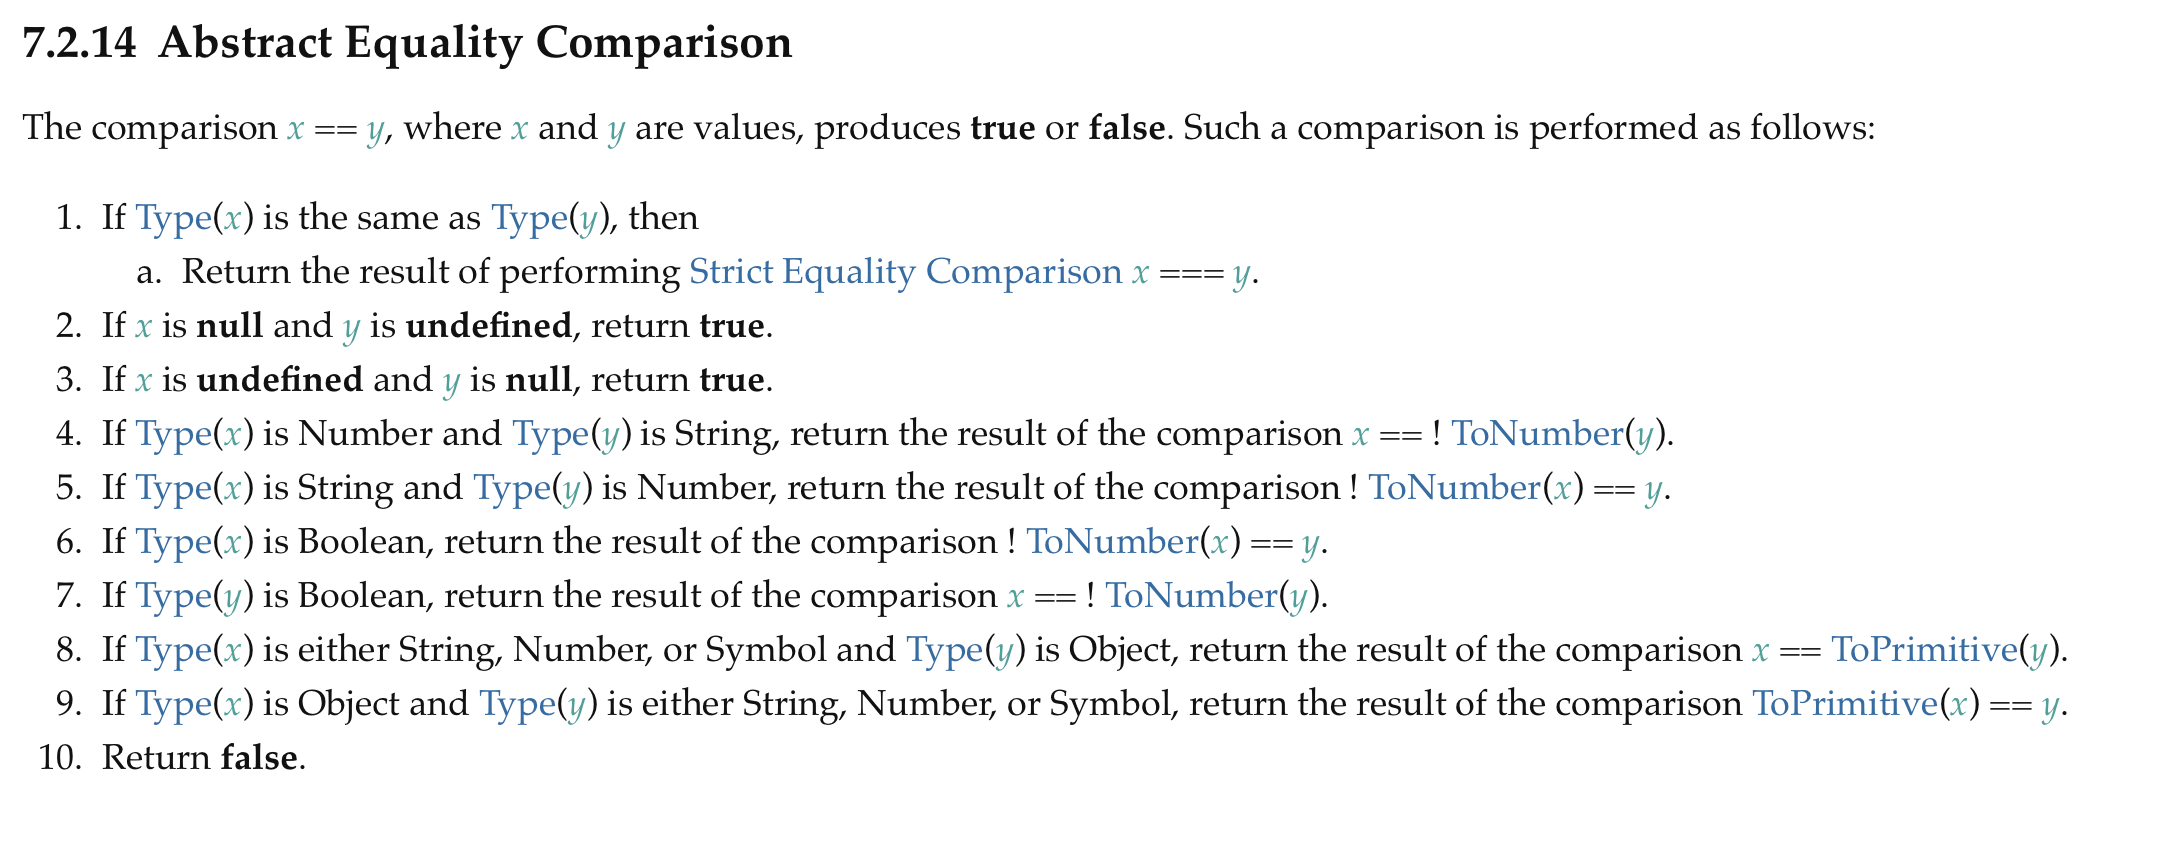 7.2.14 Abstract Equality Comparison
The comparison x == y, where x and y are values, produces true or false. Such a comparison is performed as follows:
1. If Type(x) is the same as Type(y), then
a. Return the result of performing Strict Equality Comparison x === y.
2. If x is null and y is undefined, return true.
3. If x is undefined and y is null, return true.
4. If Type(x) is Number and Type(y) is String, return the result of the comparison x == ! ToNumber(y).
5. If Type(x) is String and Type(y) is Number, return the result of the comparison ! ToNumber(x) == y.
6. If Type(x) is Boolean, return the result of the comparison ! ToNumber(x) == y.
7. If Type(y) is Boolean, return the result of the comparison x == ! ToNumber(y).
8. If Type(x) is either String, Number, or Symbol and Type(y) is Object, return the result of the comparison x == ToPrimitive(y).
9. If Type(x) is Object and Type(y) is either String, Number, or Symbol, return the result of the comparison ToPrimitive(x) == y.
10. Return false.